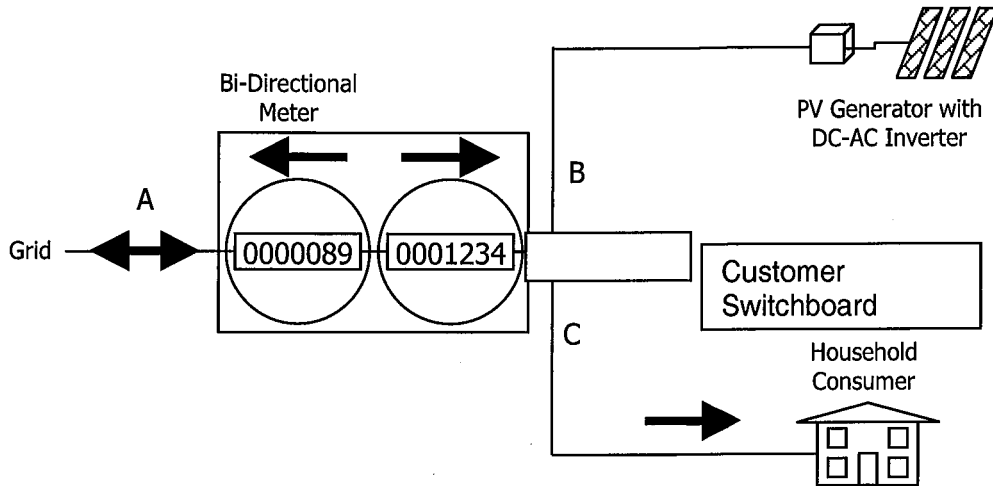 PV Generator with
DC-AC Inverter
Bi-Directional
Meter
A
B
Grid
0000089
0001234
Customer
Switchboard
C
Household
Consumer